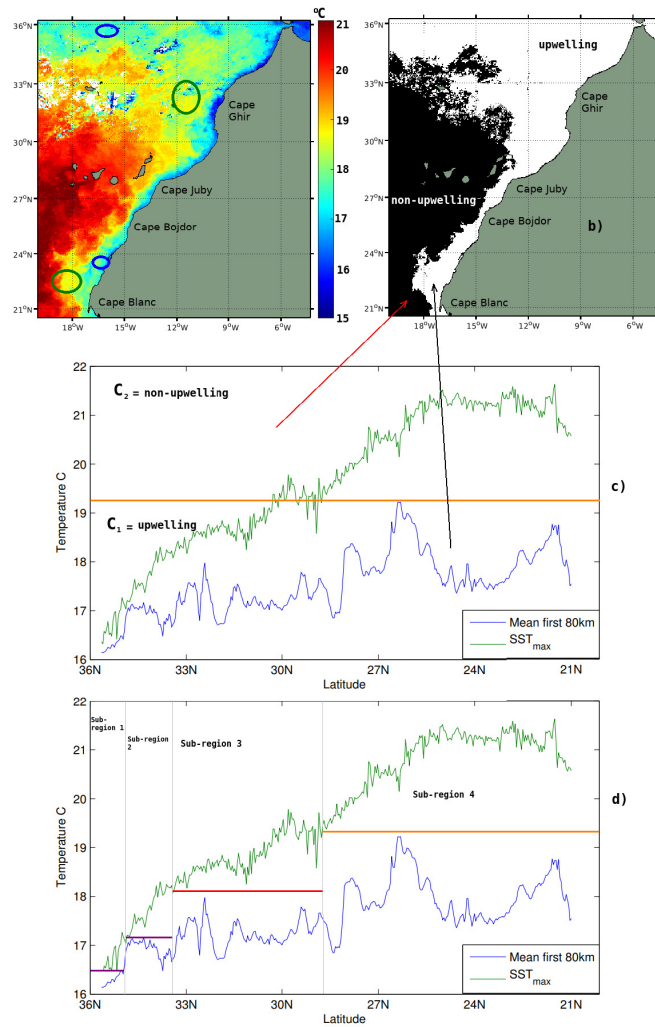 ºC
36°N
33°N
30°N
27°N
24°N
21°N
18°W
15°W
12°W
9°W
6°W
Cape
Ghir
Cape Juby
Cape Bojdor
Cape Blanc
21
20
19
18
17
16
15
36°N
33°N
30°N
27°N
24°N
21°N
18°W
15°W
12°W
9°W
6°W
upwelling
Cape
Ghir
Cape Juby
non-upwelling
Cape Bojdor
b)
Cape Blanc
C2 = non-upwelling
C1 = upwelling
c)
Temperature C
22
21
20
19
18
17
16
36N
33N
30N
27N
24N
21N
Latitude
Mean first 80km
SSTmax
Sub-
region 1
Sub-region
2
Sub-region 3
Sub-region 4
d)
Temperature C
22
21
20
19
18
17
16
36N
33N
30N
27N
24N
21N
Latitude
Mean first 80km
SSTmax